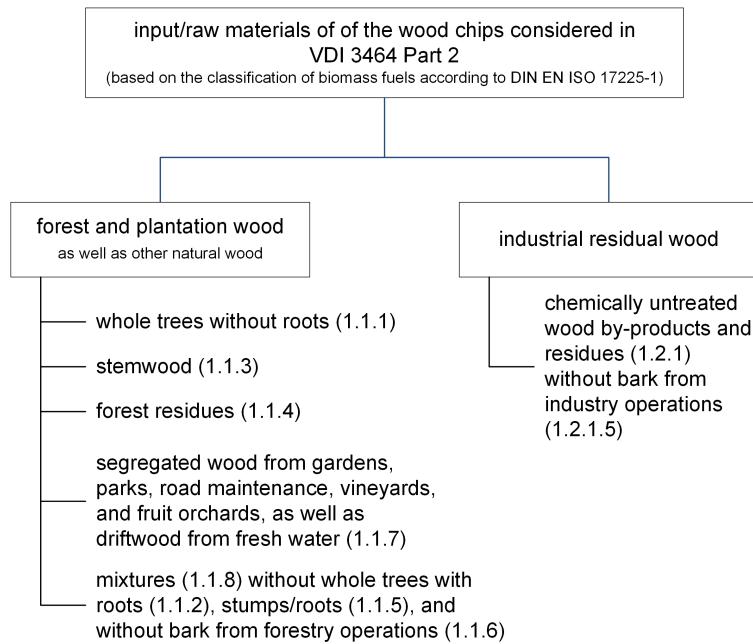 input/raw materials of of the wood chips considered in
VDI 3464 Part 2
(based on the classification of biomass fuels according to DIN EN ISO 17225-1)
forest and plantation wood
as well as other natural wood
whole trees without roots (1.1.1)
stemwood (1.1.3)
forest residues (1.1.4)
segregated wood from gardens,
parks, road maintenance, vineyards,
and fruit orchards, as well as
driftwood from fresh water (1.1.7)
mixtures (1.1.8) without whole trees with
roots (1.1.2), stumps/roots (1.1.5), and
without bark from forestry operations (1.1.6)
industrial residual wood
chemically untreated
wood by-products and
residues (1.2.1)
without bark from
industry operations
(1.2.1.5)